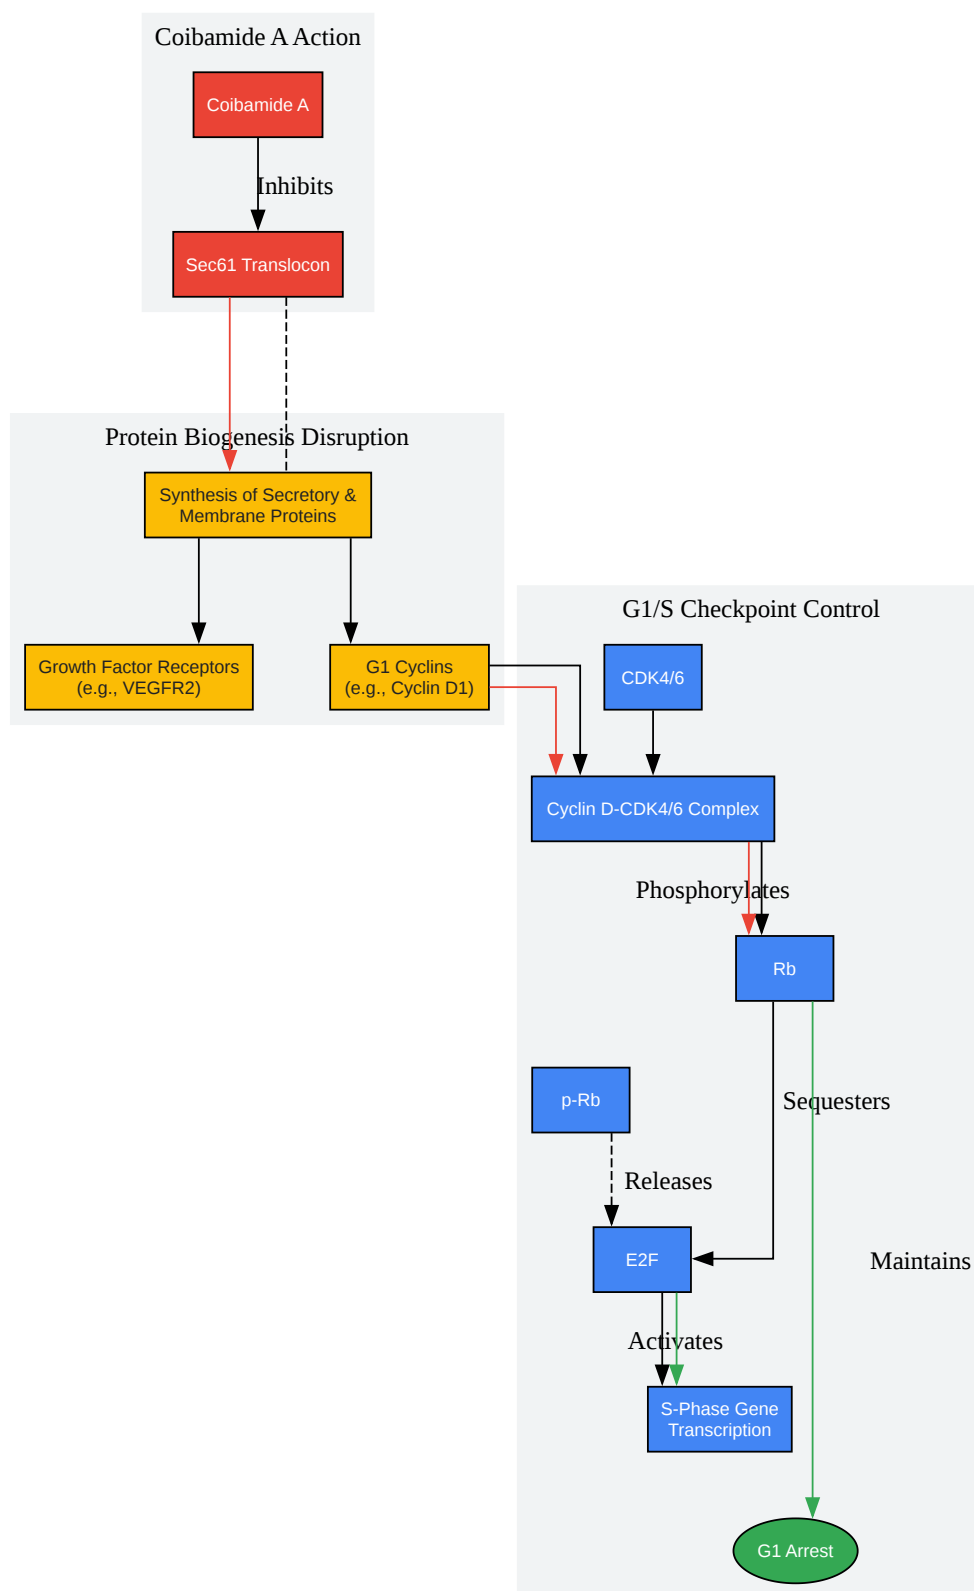 Coibamide A Action
Coibamide A
Inhibits
Sec61 Translocon
Protein Biogenesis Disruption
Synthesis of Secretory &
Membrane Proteins
Growth Factor Receptors
(e.g., VEGFR2)
G1 Cyclins
(e.g., Cyclin D1)
G1/S Checkpoint Control
CDK4/6
Cyclin D-CDK4/6 Complex
Phosphorylates
Rb
p-Rb
Sequesters
Releases
E2F
Maintains
Activates
S-Phase Gene
Transcription
G1 Arrest